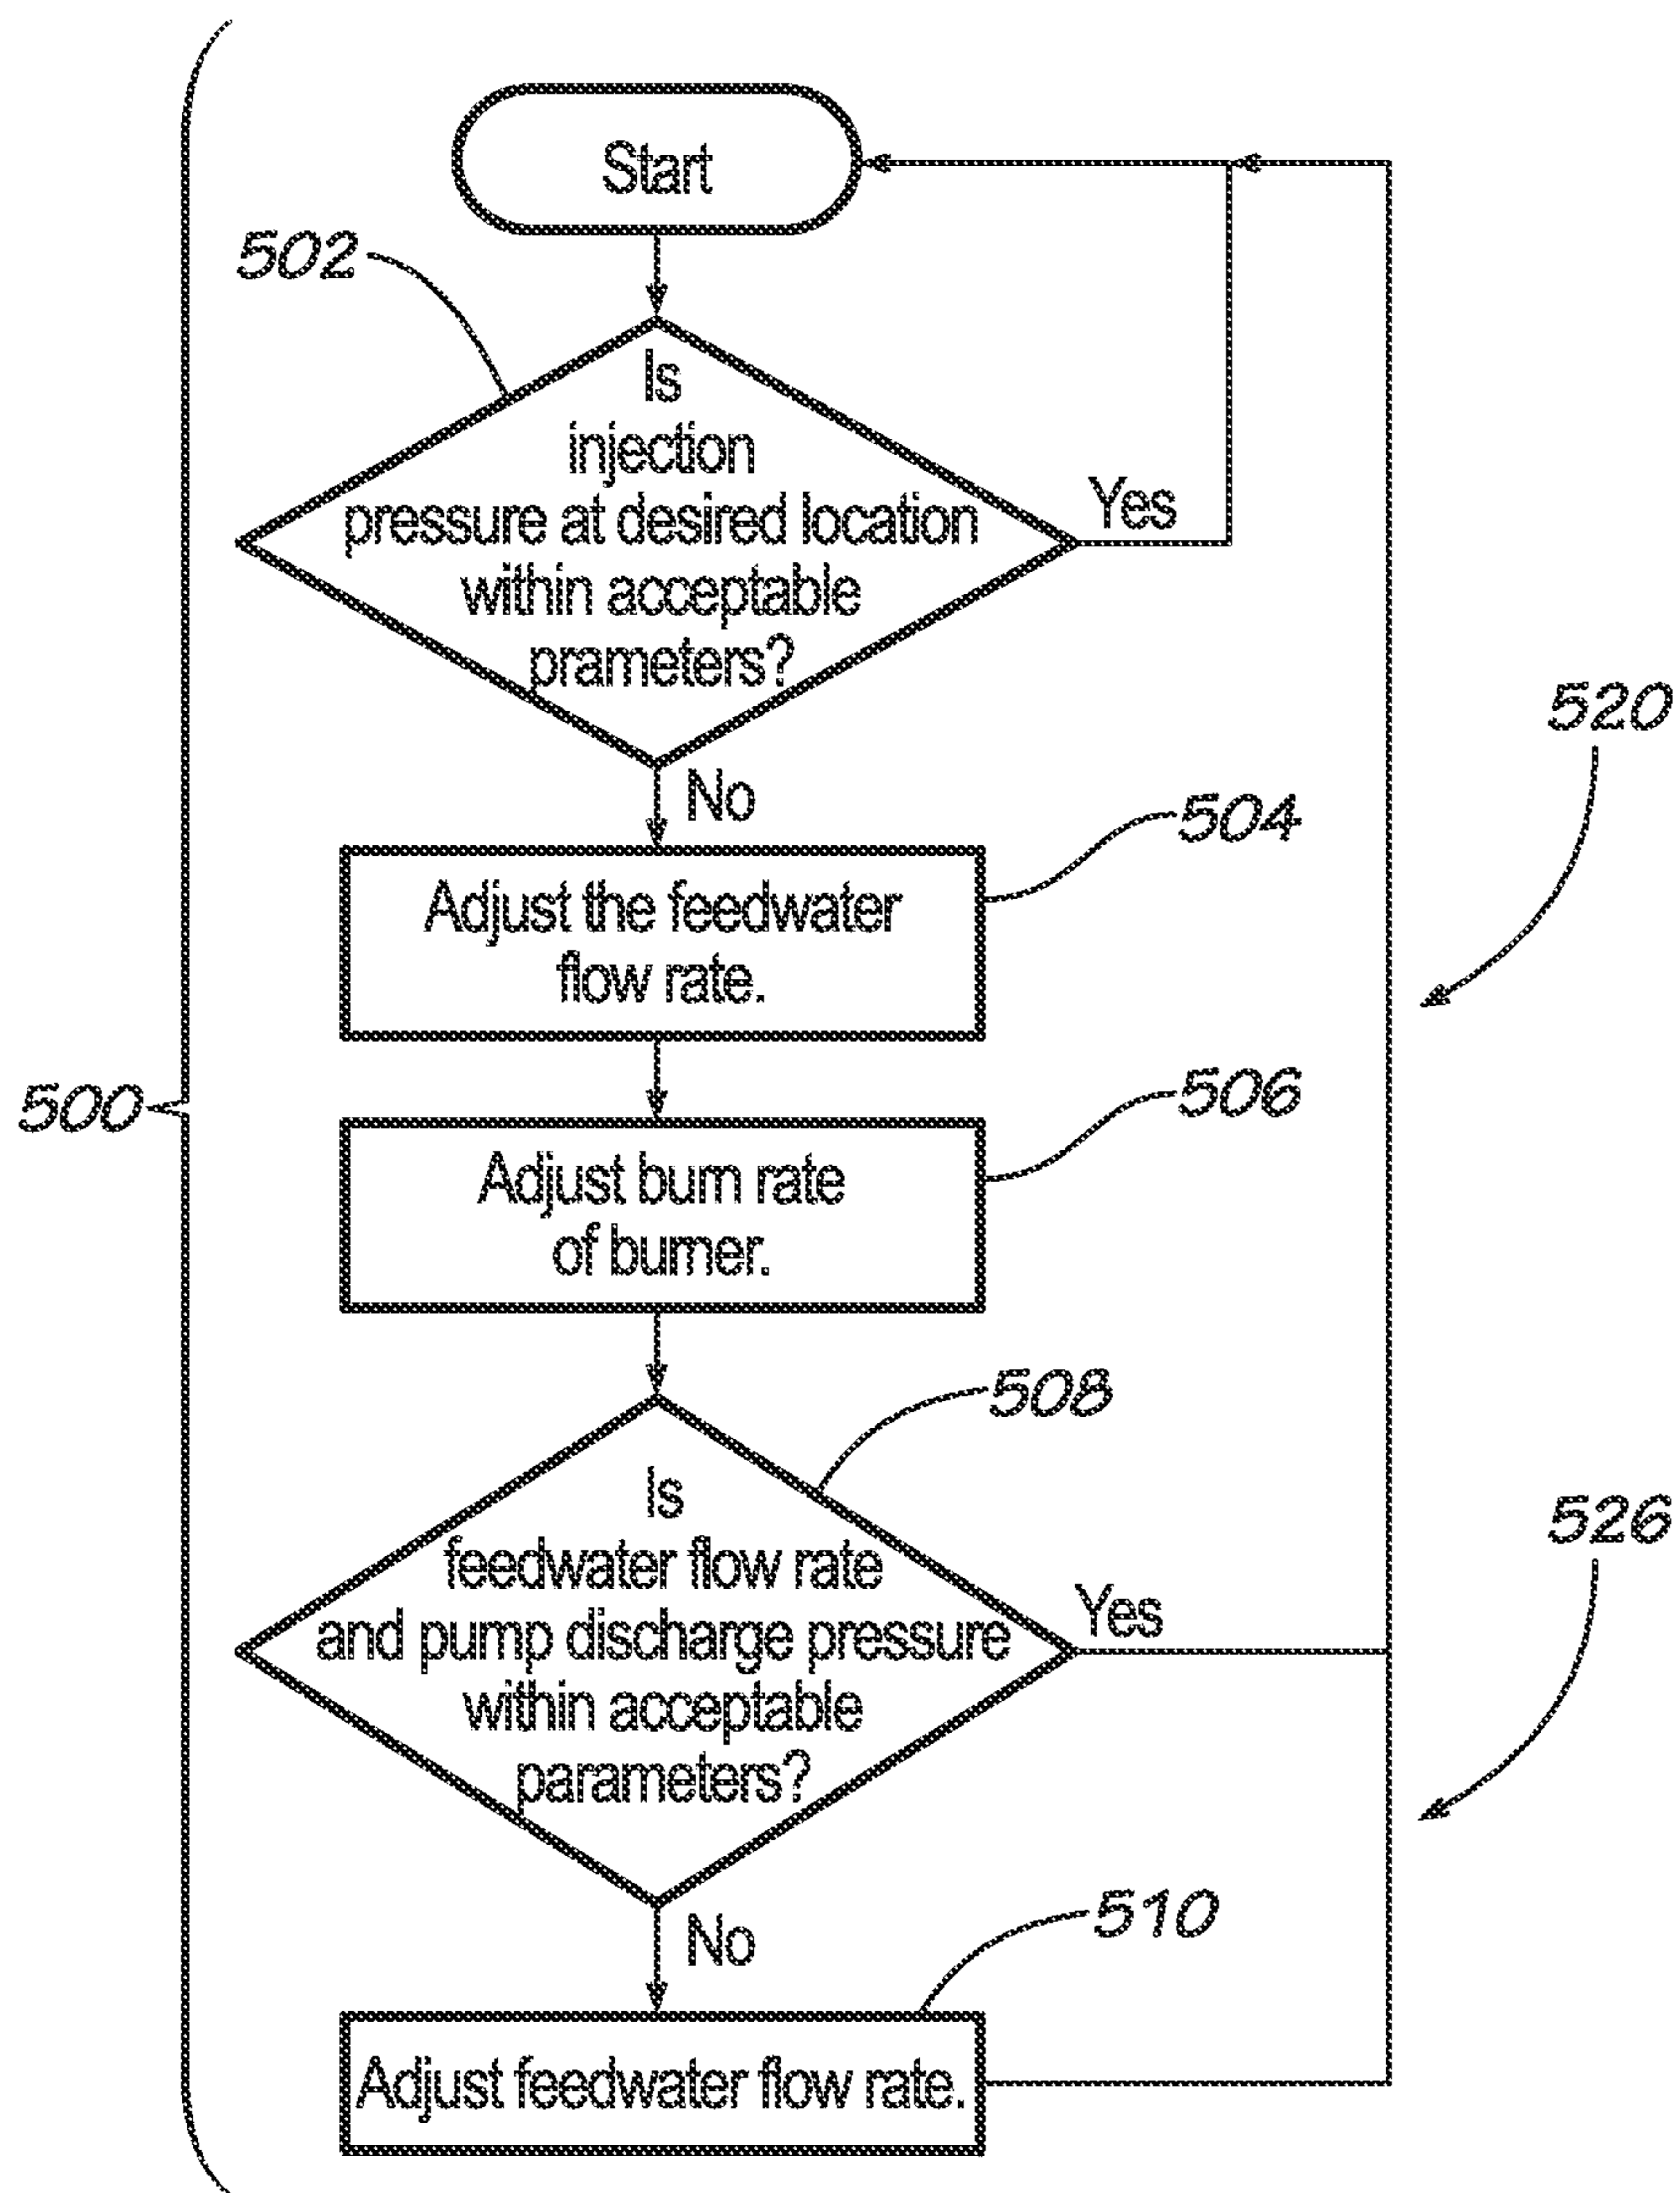 Start
502
Is
injection
pressure at desired location
within acceptable
prameters?
Yes
520
No
504
Adjust the feedwater
flow rate.
500
506
Adjust burn rate
of burner.
508
Is
feedwater flow rate
and pump discharge pressure
within acceptable
parameters?
Yes
526
No
510
Adjust feedwater flow rate.